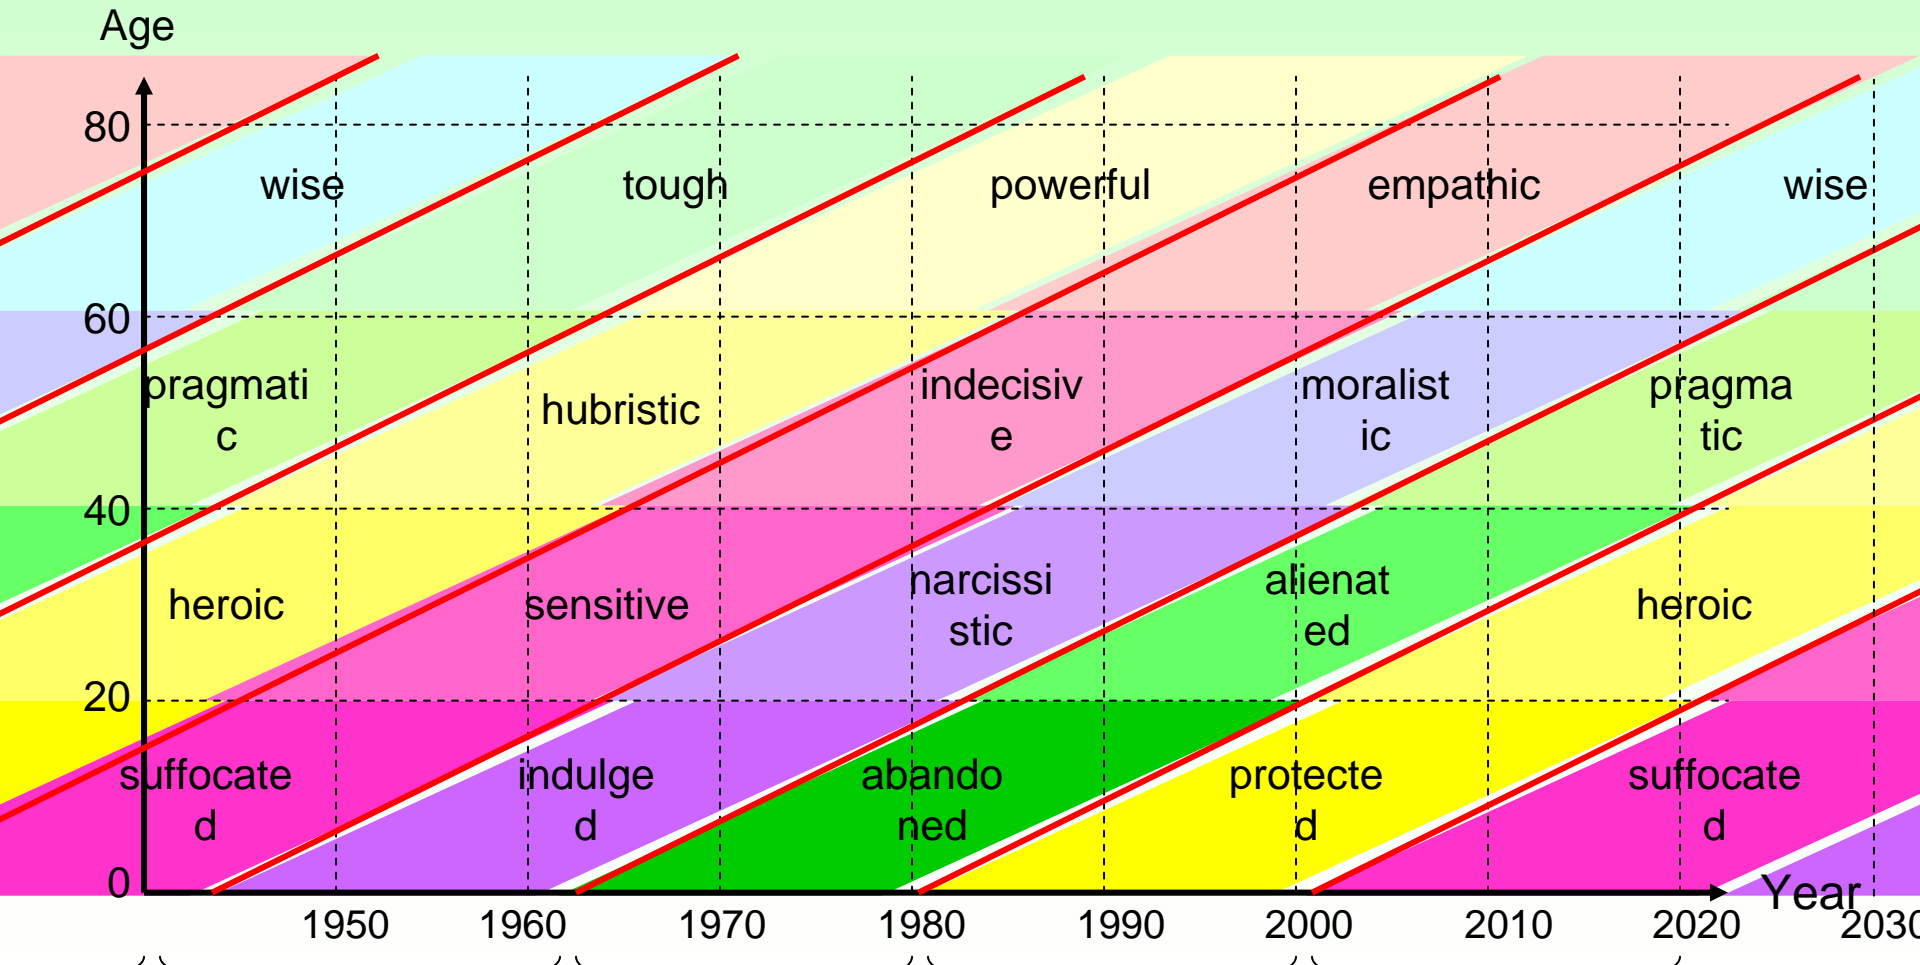 Age
80
wise
tough
powerful
empathic
wise
60
pragmati
c
hubristic
indecisiv
e
moralist
ic
pragma
tic
40
heroic
sensitive
narcissi
stic
alienat
ed
heroic
20
suffocate
d
indulge
d
abando
ned
protecte
d
suffocate
d
0
Year
1950 1960 1970 1980 1990 2000 2010 2020 2030